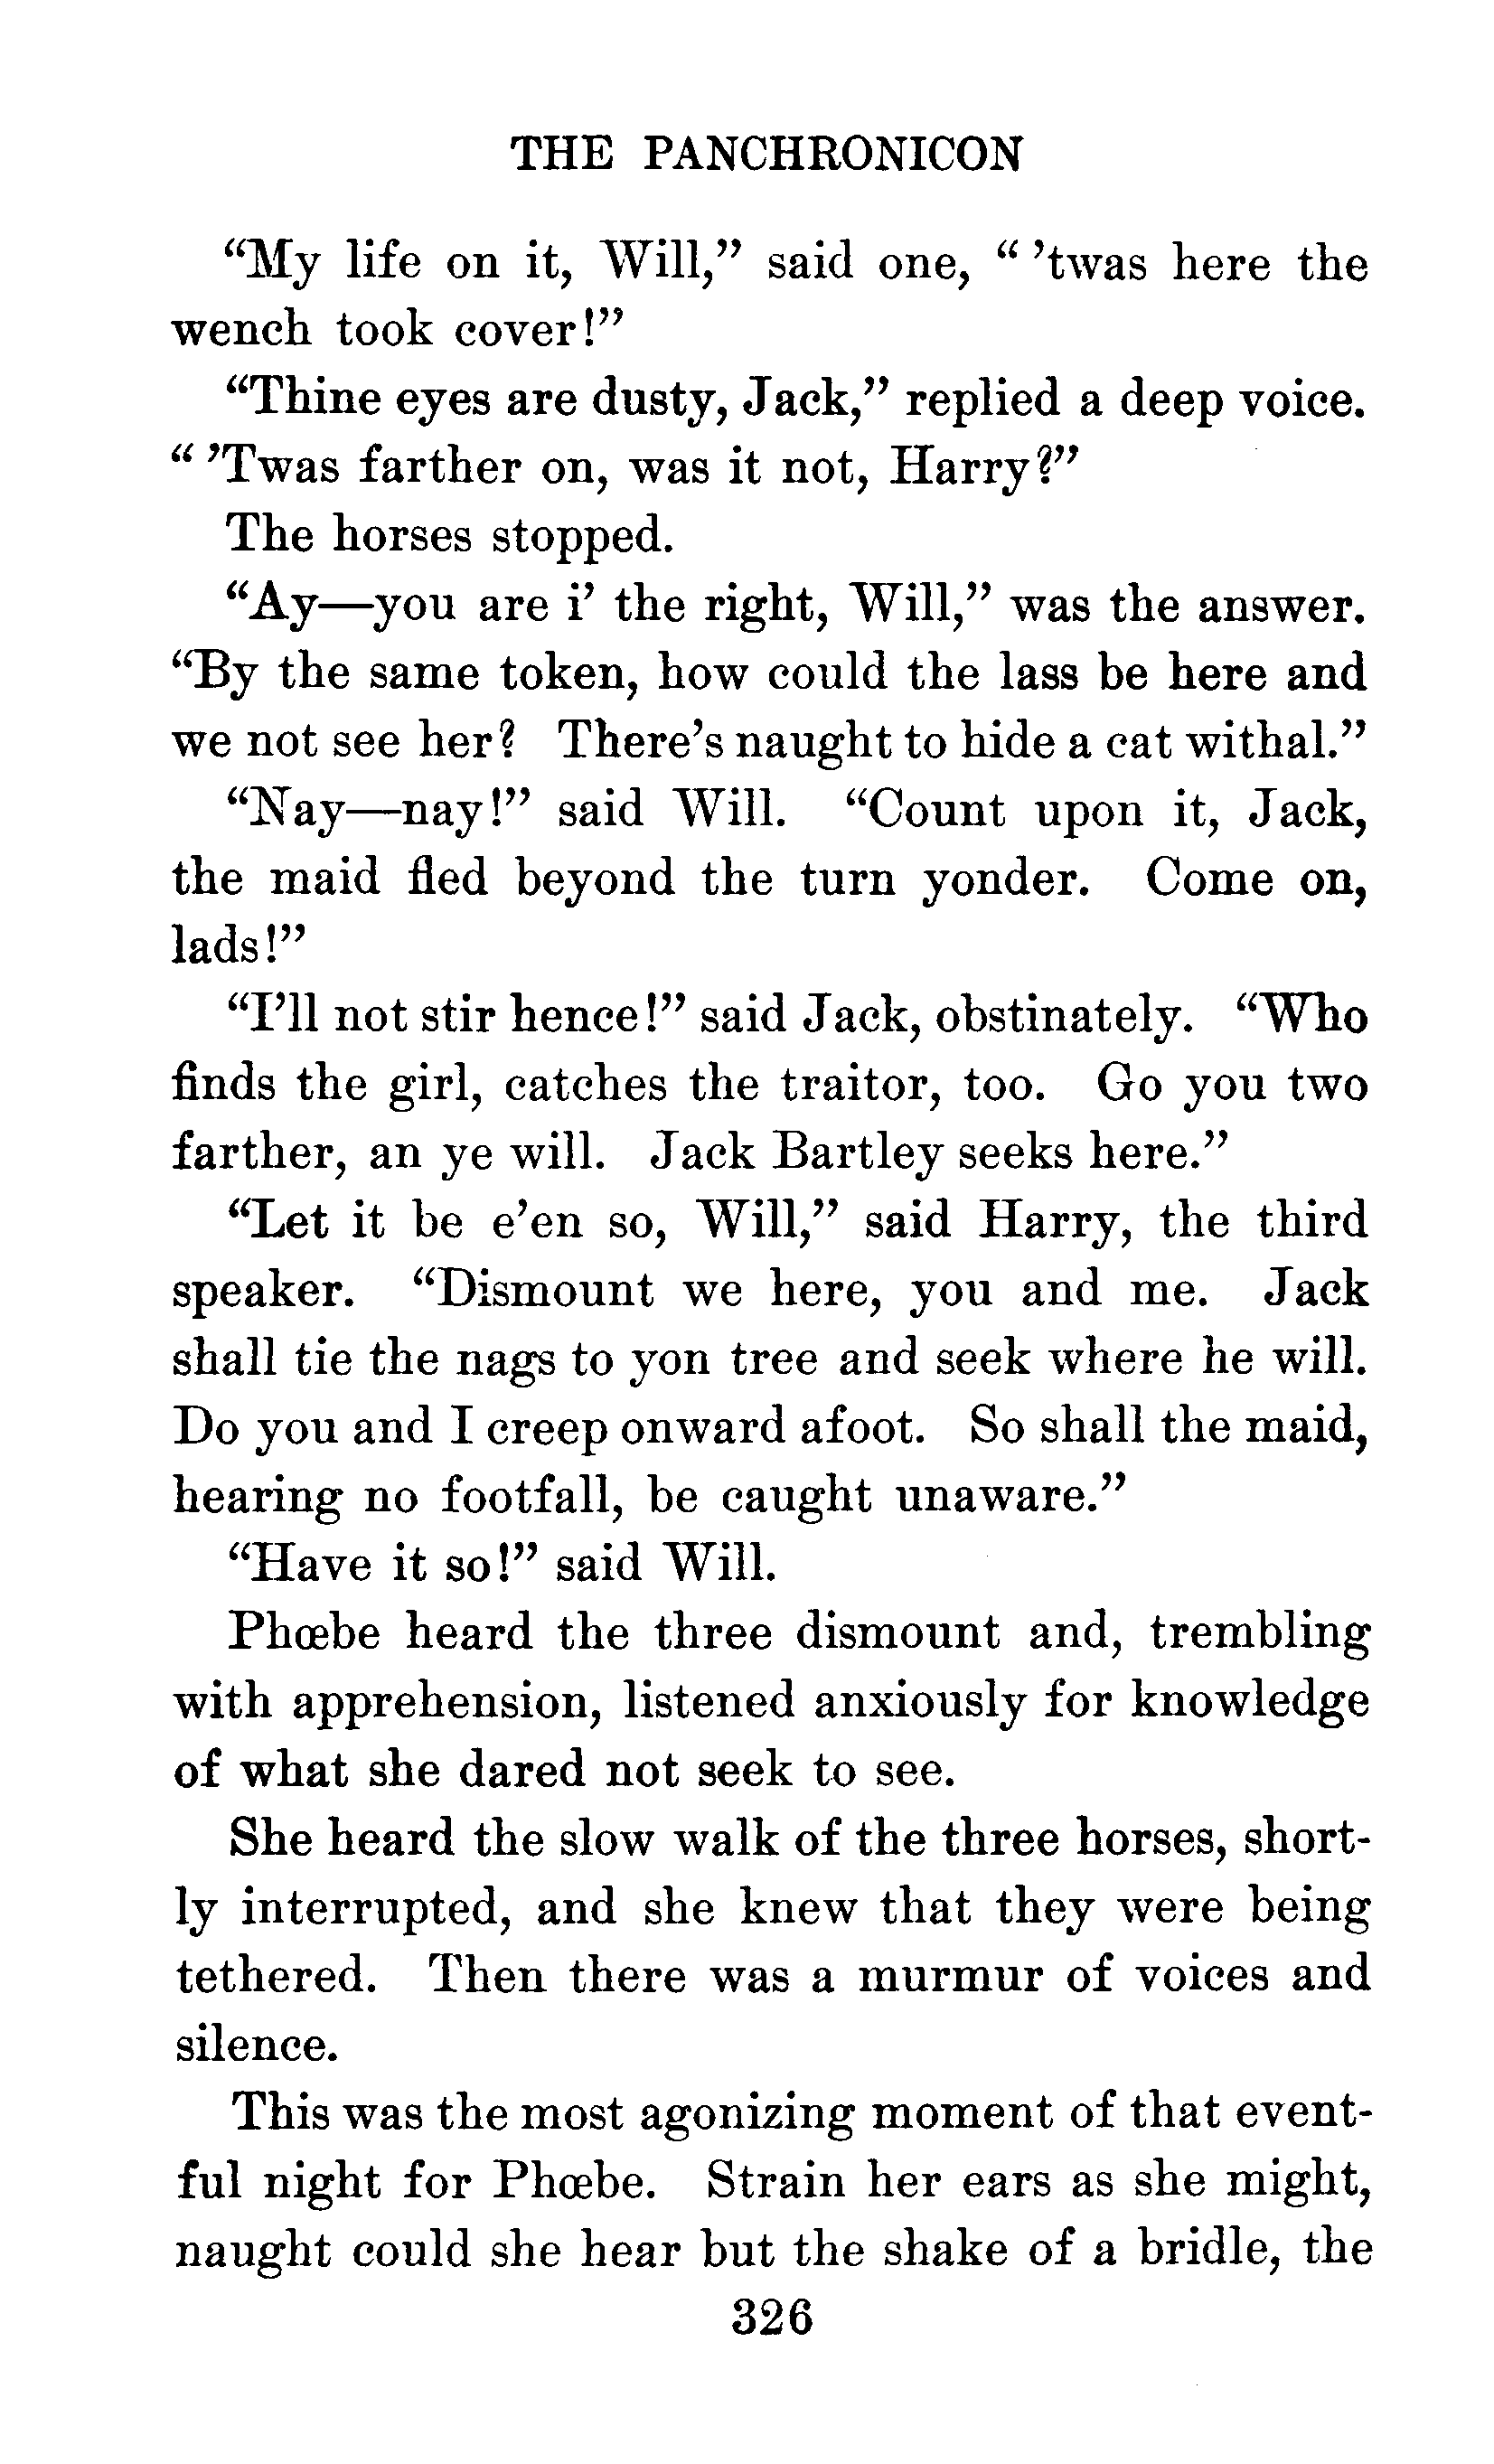 THE PANCHRONICON
“My life on it, Will,” said one, “ ’twas here the
wench took cover!”
“Thine eyes are dusty, Jack,” replied a deep voice.
“ ’Twas farther on, was it not, Harry?”
The horses stopped.
“Ay—you are i’ the right, Will,” was the answer.
“By the same token, how could the lass be here and
we not see her? There’s naught to hide a cat withal.”
“Nay—nay!” said Will. “Count upon it, Jack,
the maid fled beyond the turn yonder. Come on,
lads!”
“I’ll not stir hence!” said Jack, obstinately. “Who
finds the girl, catches the traitor, too. Go you two
farther, an ye will. Jack Bartley seeks here.”
“Let it be e’en so, Will,” said Harry, the third
speaker. “Dismount we here, you and me. Jack
shall tie the nags to yon tree and seek where he will.
Do you and I creep onward afoot. So shall the maid,
hearing no footfall, be caught unaware.”
“Have it so!” said Will.
Phœbe heard the three dismount and, trembling
with apprehension, listened anxiously for knowledge
of what she dared not seek to see.
She heard the slow walk of the three horses, short-
ly interrupted, and she knew that they were being
tethered. Then there was a murmur of voices and
silence.
This was the most agonizing moment of that event-
ful night for Phœbe. Strain her ears as she might,
naught could she hear but the shake of a bridle, the
326